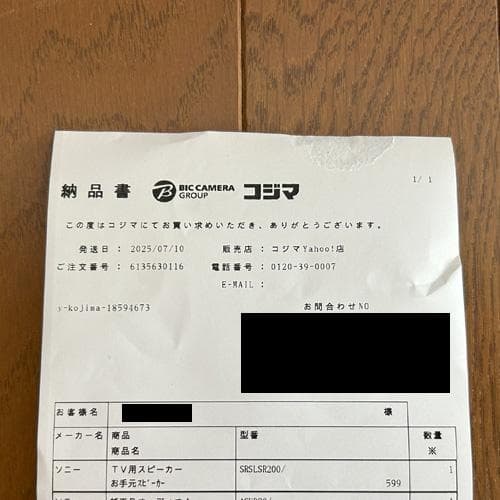 納品書 BIC CAMERA GROUP コジマ
1/ 1
この度はコジマにてお買い求めいただき、ありがとうございます。
発送日 : 2025/07/10 販売店 : コジマYahoo!店
ご注文番号 : 6135630116 電話番号 : 0120-39-0007
E-MAIL :
y-kojima-18594673 お問合わせNO
お客様名 様
メーカー名 商品 型番 数量
商品名 ※
ソニー TV用スピーカー SRSLSR200/ 1
お手元ｽﾋﾟｰｶｰ 599